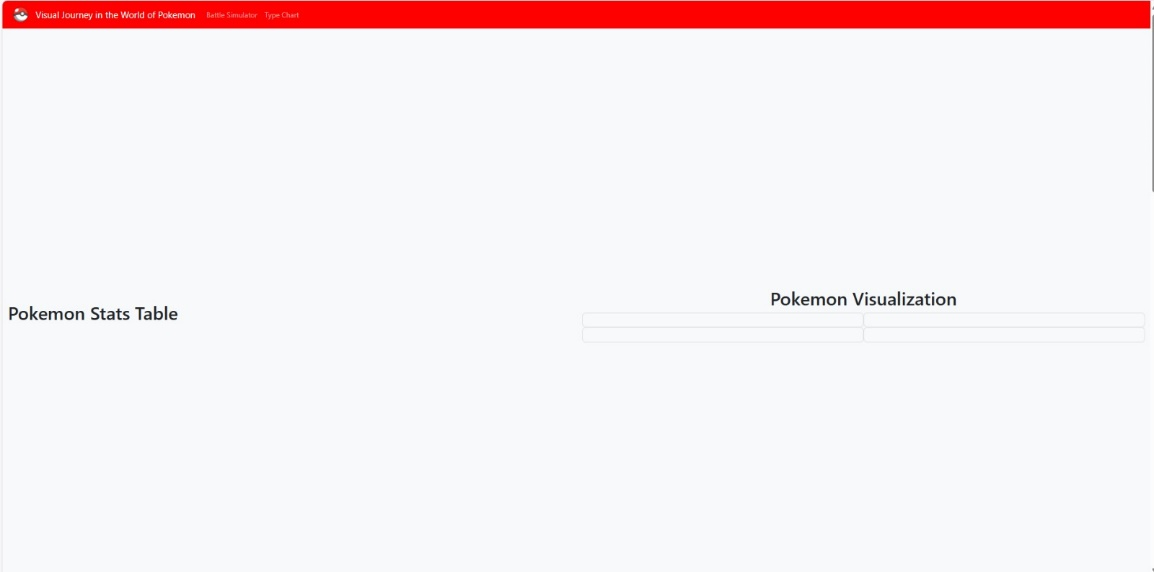 Visual Journey in the World of Pokemon Battle Simulator Type Chart
Pokemon Stats Table
Pokemon Visualization